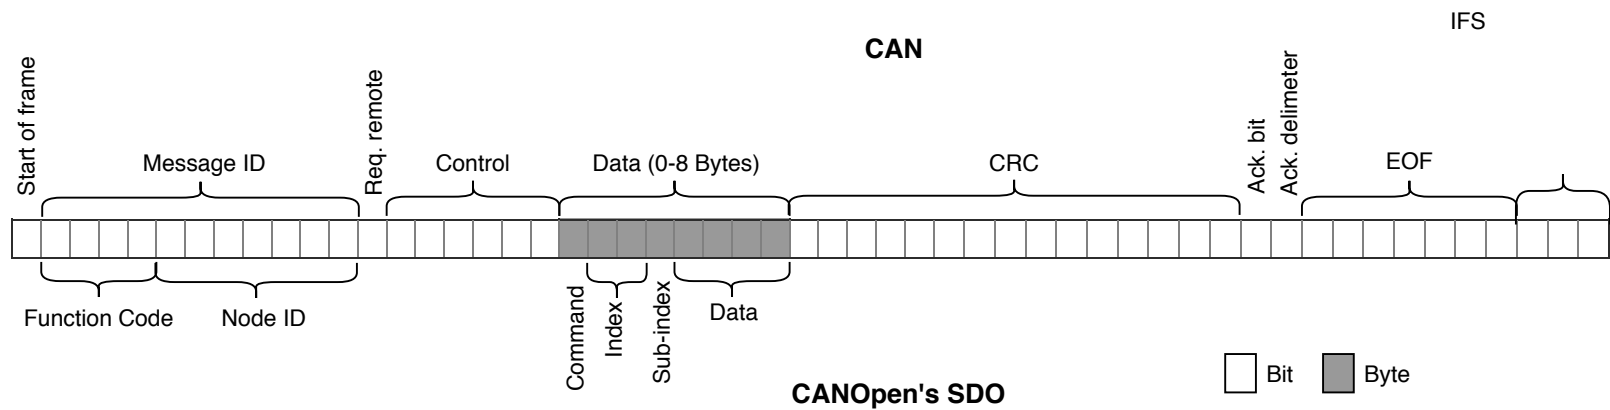 IFS
CAN
Start of frame
Message ID
Req. remote
Control
Data (0-8 Bytes)
CRC
Ack. bit
Ack. delimeter
EOF
Function Code
Node ID
Command
Index
Sub-index
Data
Bit
Byte
CANOpen's SDO